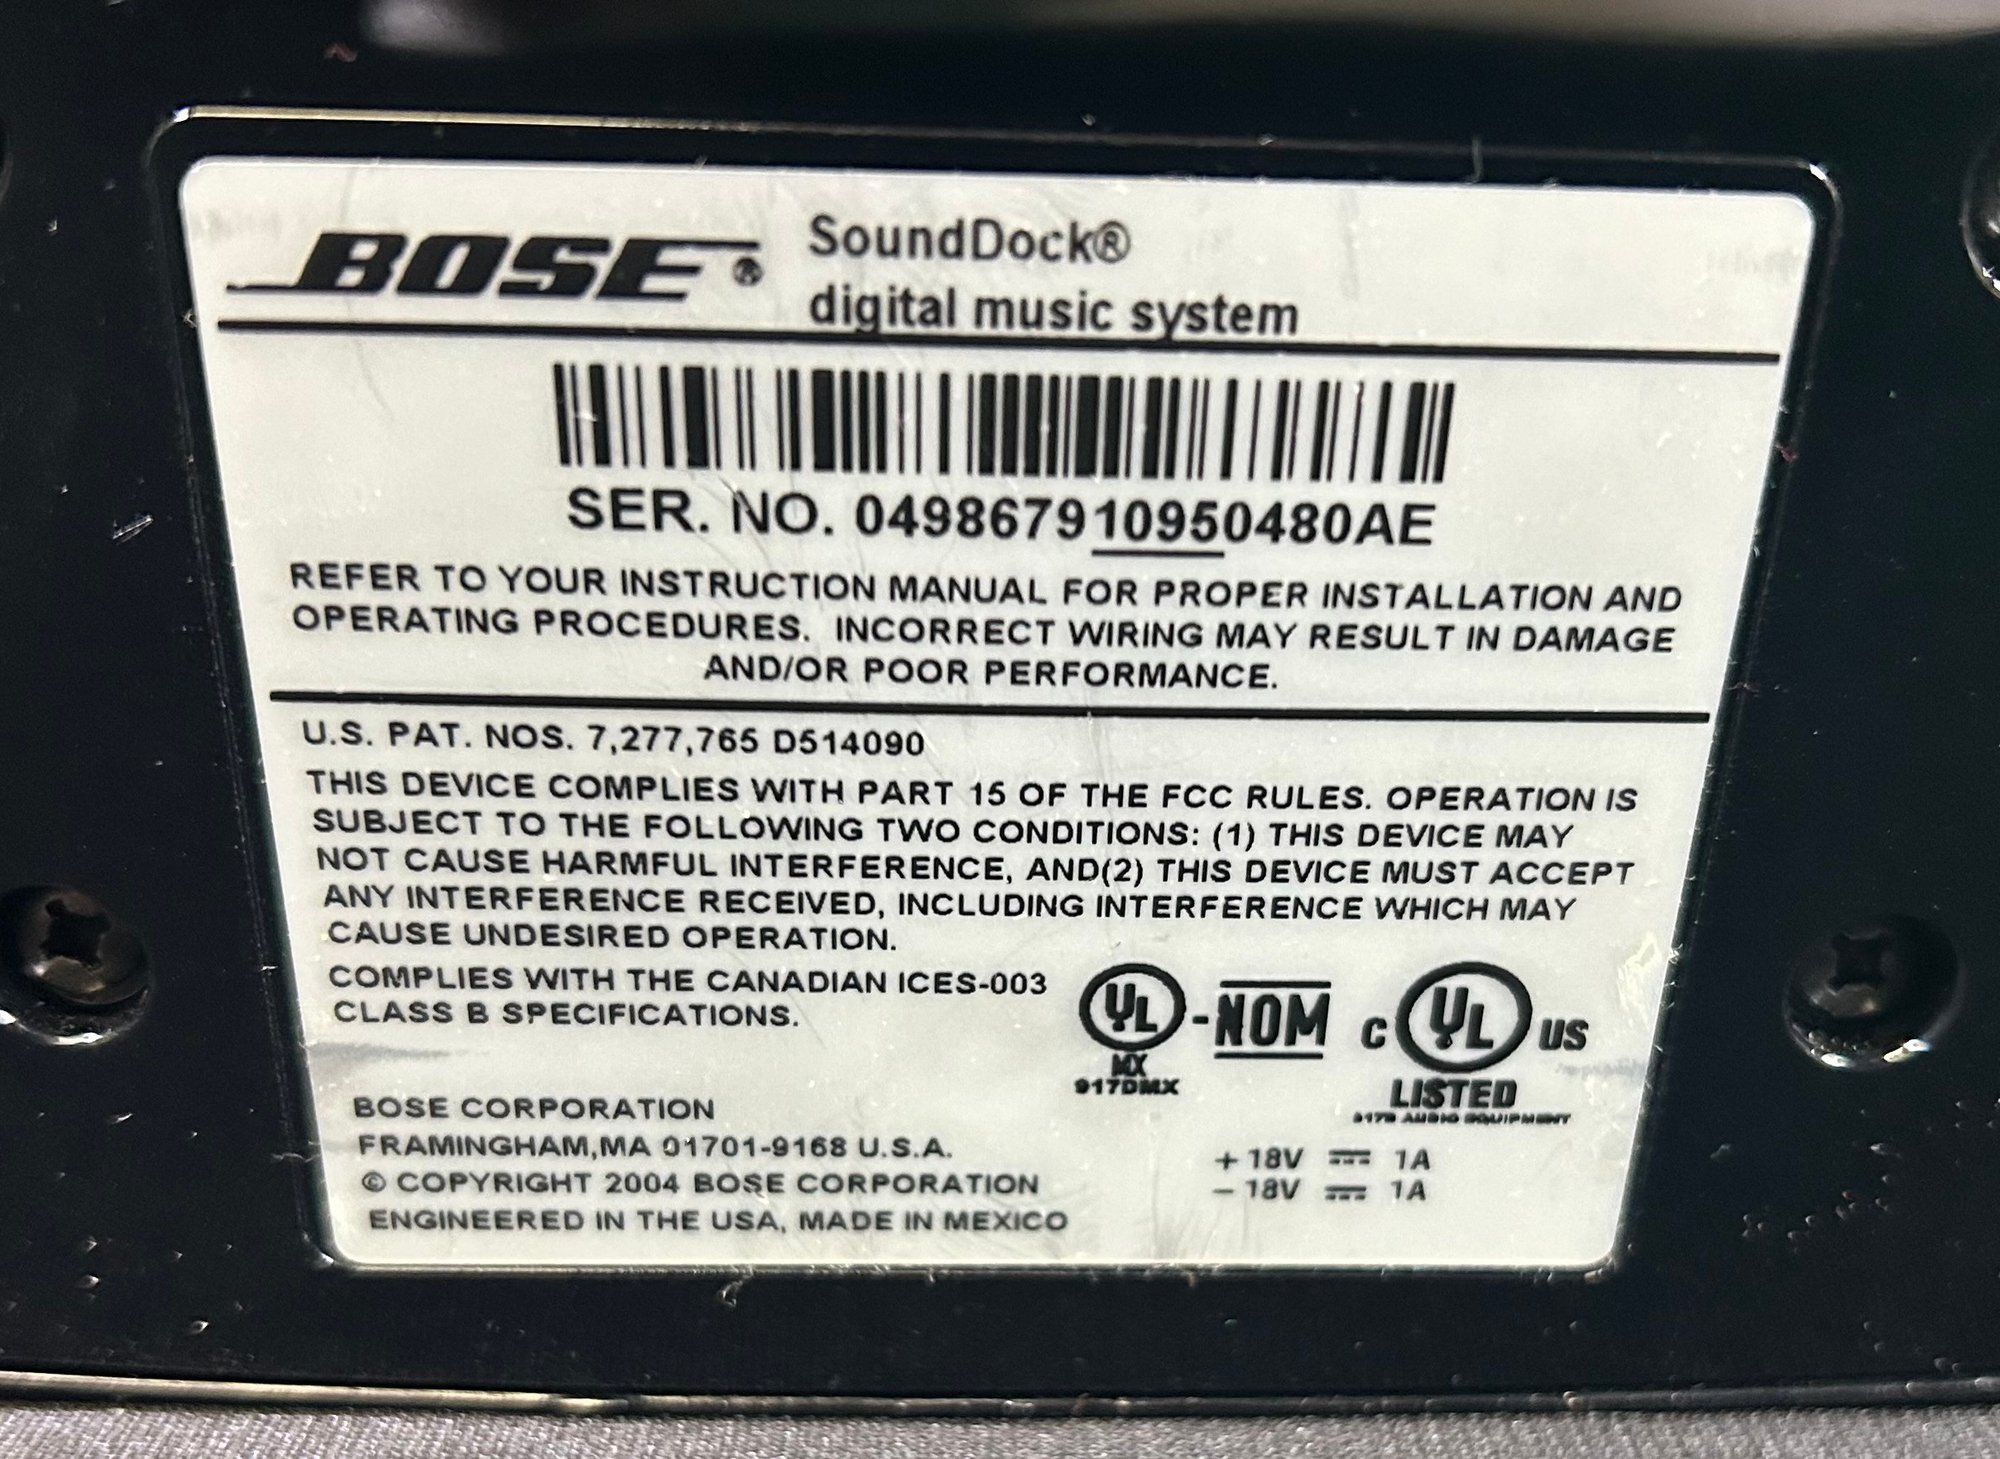 BOSE®
SoundDock®
digital music system
SER. NO. 049867910950480AE
REFER TO YOUR INSTRUCTION MANUAL FOR PROPER INSTALLATION AND
OPERATING PROCEDURES. INCORRECT WIRING MAY RESULT IN DAMAGE
AND/OR POOR PERFORMANCE.
U.S. PAT. NOS. 7,277,765 D514090
THIS DEVICE COMPLIES WITH PART 15 OF THE FCC RULES. OPERATION IS
SUBJECT TO THE FOLLOWING TWO CONDITIONS: (1) THIS DEVICE MAY
NOT CAUSE HARMFUL INTERFERENCE, AND(2) THIS DEVICE MUST ACCEPT
ANY INTERFERENCE RECEIVED, INCLUDING INTERFERENCE WHICH MAY
CAUSE UNDESIRED OPERATION.
COMPLIES WITH THE CANADIAN ICES-003
CLASS B SPECIFICATIONS.
UL-NOM
MX
917DMX
C UL US
LISTED
AUDIO EQUIPMENT
BOSE CORPORATION
FRAMINGHAM,MA 01701-9168 U.S.A.
© COPYRIGHT 2004 BOSE CORPORATION
ENGINEERED IN THE USA, MADE IN MEXICO
+ 18V ⎓ 1A
– 18V ⎓ 1A